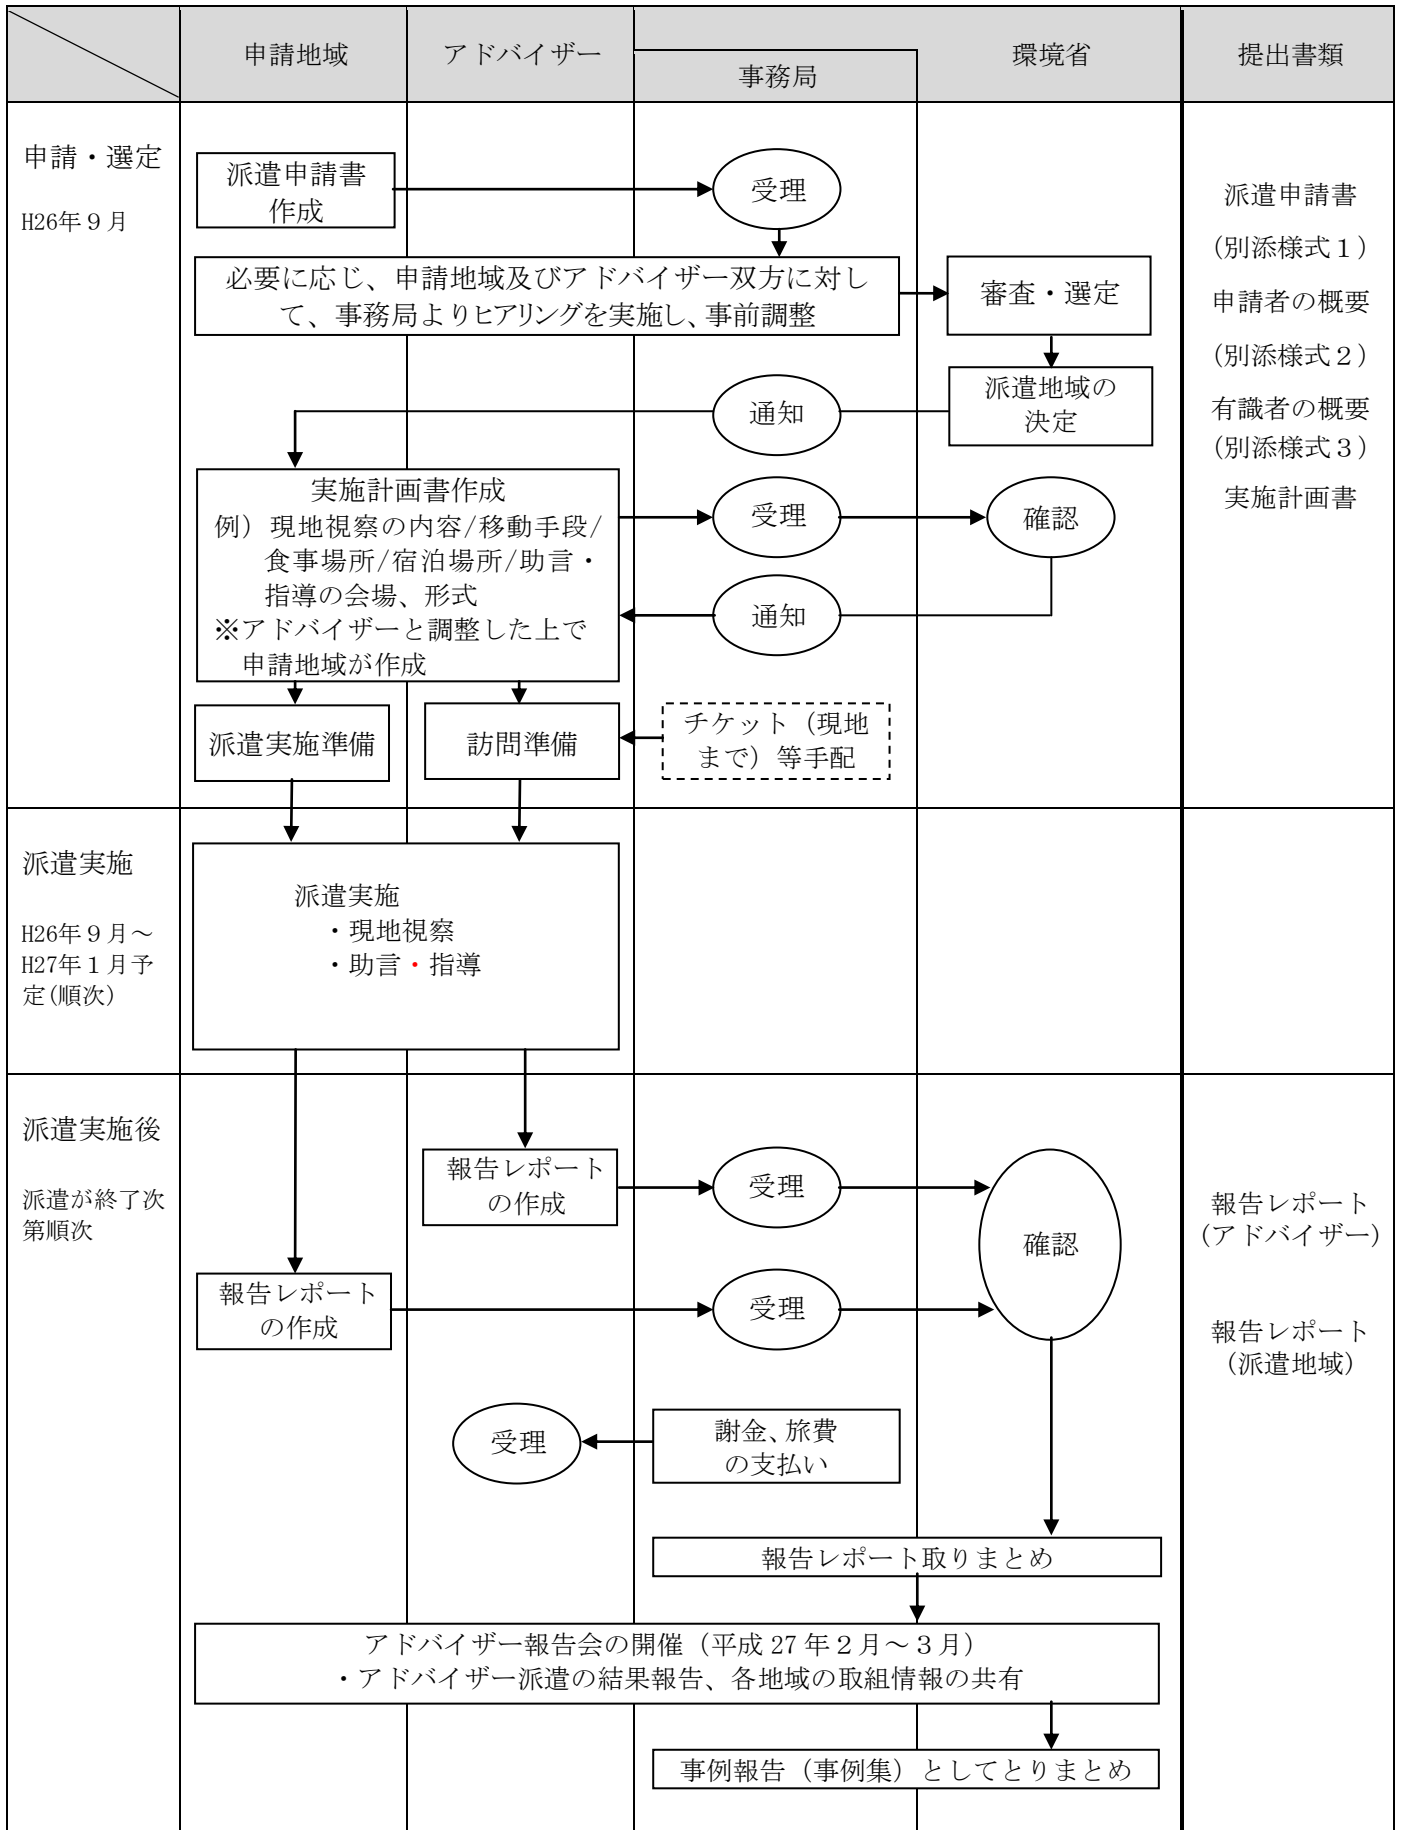 申請地域
アドバイザー
事務局
環境省
提出書類
申請・選定
H26年９月
派遣申請書
作成
受理
必要に応じ、申請地域及びアドバイザー双方に対し
て、事務局よりヒアリングを実施し、事前調整
審査・選定
派遣地域の
決定
通知
実施計画書作成
例）現地視察の内容/移動手段/
食事場所/宿泊場所/助言・
指導の会場、形式
※アドバイザーと調整した上で
申請地域が作成
受理
確認
通知
派遣実施準備
訪問準備
チケット（現地
まで）等手配
派遣申請書
（別添様式１）
申請者の概要
（別添様式２）
有識者の概要
（別添様式３）
実施計画書
派遣実施
H26年９月～
H27年１月予
定(順次)
派遣実施
・現地視察
・助言・指導
派遣実施後
派遣が終了次
第順次
報告レポート
の作成
受理
確認
報告レポート
の作成
受理
報告レポート
（アドバイザー）
報告レポート
（派遣地域）
受理
謝金、旅費
の支払い
報告レポート取りまとめ
アドバイザー報告会の開催（平成 27 年２月～３月）
・アドバイザー派遣の結果報告、各地域の取組情報の共有
事例報告（事例集）としてとりまとめ